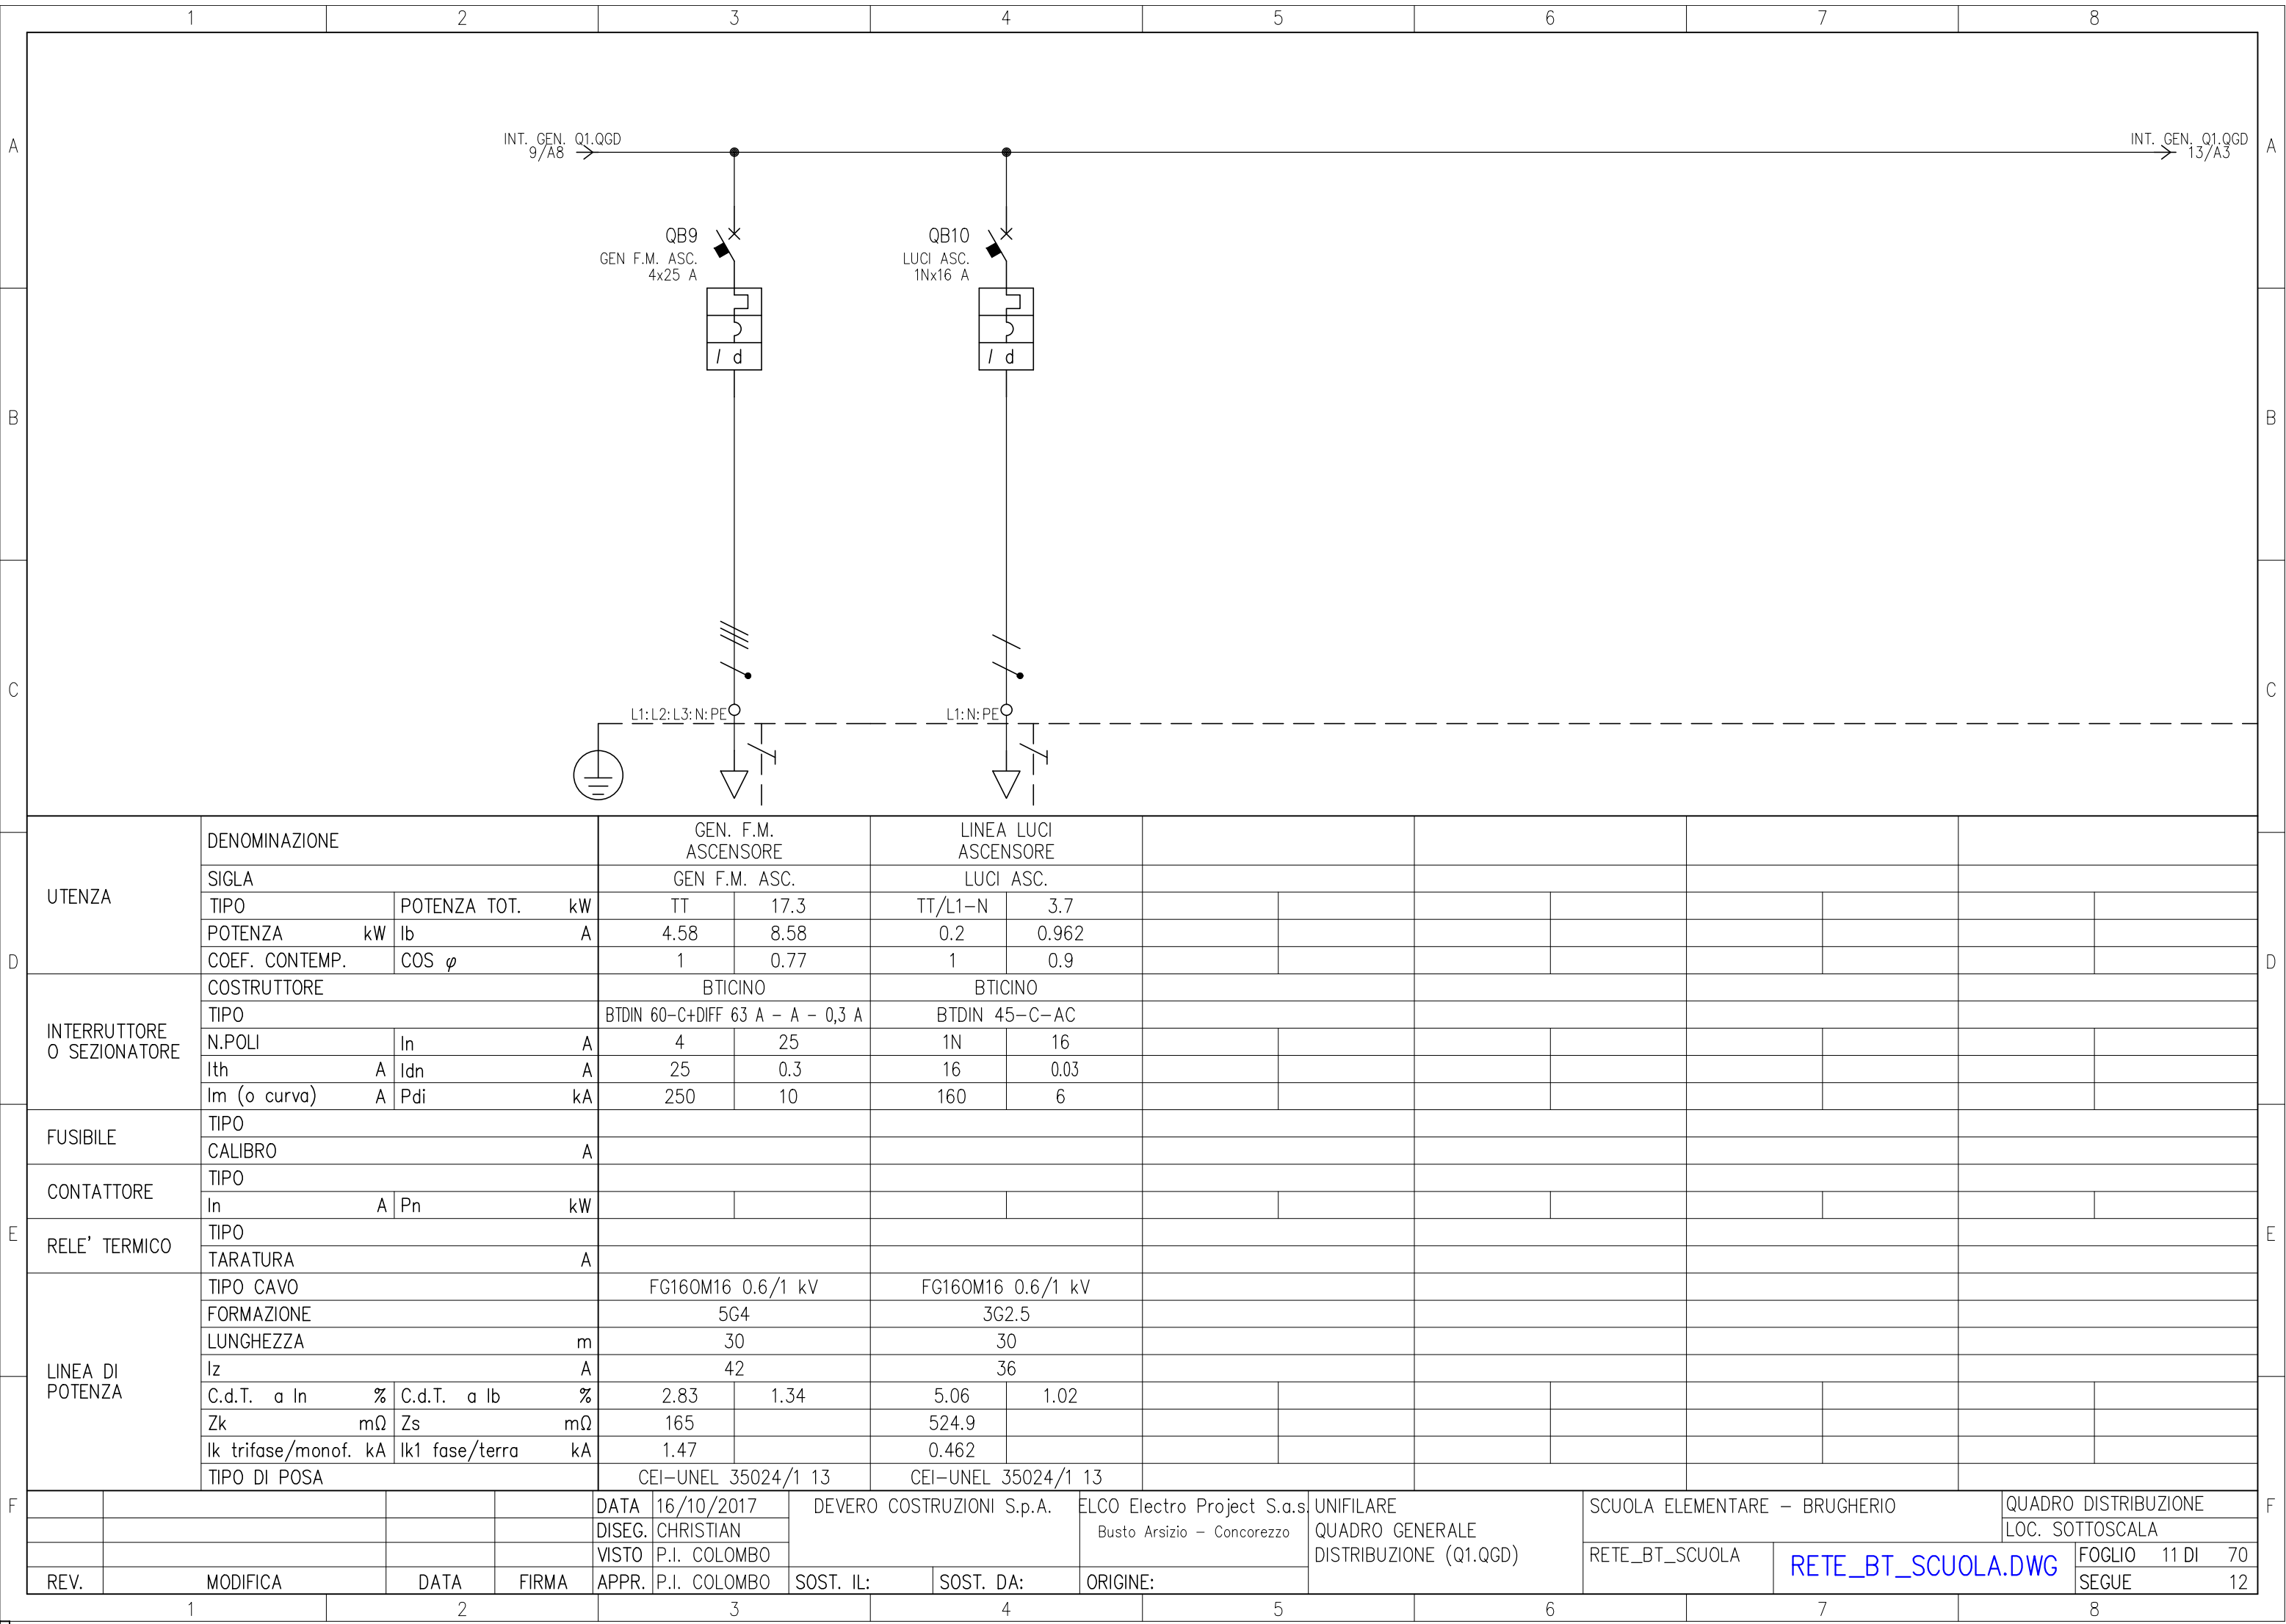 1 2 3 4 5 6 7 8
A
INT. GEN. Q1.QGD
9/A8
INT. GEN. Q1.QGD
13/A3
A
QB9
GEN F.M. ASC.
4x25 A
QB10
LUCI ASC.
1Nx16 A
I d
I d
B
B
C
C
L1:L2:L3:N:PE
L1:N:PE
UTENZA
DENOMINAZIONE
GEN. F.M.
ASCENSORE
LINEA LUCI
ASCENSORE
SIGLA GEN F.M. ASC. LUCI ASC.
TIPO POTENZA TOT. kW TT 17.3 TT/L1-N 3.7
POTENZA kW Ib A 4.58 8.58 0.2 0.962
COEF. CONTEMP. COS φ 1 0.77 1 0.9
D
D
INTERRUTTORE
O SEZIONATORE
COSTRUTTORE BTICINO BTICINO
TIPO BTDIN 60-C+DIFF 63 A - A - 0,3 A BTDIN 45-C-AC
N.POLI In A 4 25 1N 16
Ith A Idn A 25 0.3 16 0.03
Im (o curva) A Pdi kA 250 10 160 6
FUSIBILE
TIPO
CALIBRO A
CONTATTORE
TIPO
In A Pn kW
E
E
RELE' TERMICO
TIPO
TARATURA A
LINEA DI
POTENZA
TIPO CAVO FG16OM16 0.6/1 kV FG16OM16 0.6/1 kV
FORMAZIONE 5G4 3G2.5
LUNGHEZZA m 30 30
Iz A 42 36
C.d.T. a In % C.d.T. a Ib % 2.83 1.34 5.06 1.02
Zk mΩ Zs mΩ 165 524.9
Ik trifase/monof. kA Ik1 fase/terra kA 1.47 0.462
TIPO DI POSA CEI-UNEL 35024/1 13 CEI-UNEL 35024/1 13
F
F
DATA 16/10/2017
DISEG. CHRISTIAN
VISTO P.I. COLOMBO
REV. MODIFICA DATA FIRMA APPR. P.I. COLOMBO
DEVERO COSTRUZIONI S.p.A.
SOST. IL: SOST. DA: ORIGINE:
ELCO Electro Project S.a.s.
Busto Arsizio - Concorezzo
UNIFILARE
QUADRO GENERALE
DISTRIBUZIONE (Q1.QGD)
SCUOLA ELEMENTARE - BRUGHERIO
RETE_BT_SCUOLA
RETE_BT_SCUOLA.DWG
QUADRO DISTRIBUZIONE
LOC. SOTTOSCALA
FOGLIO 11 DI 70
SEGUE 12
1 2 3 4 5 6 7 8